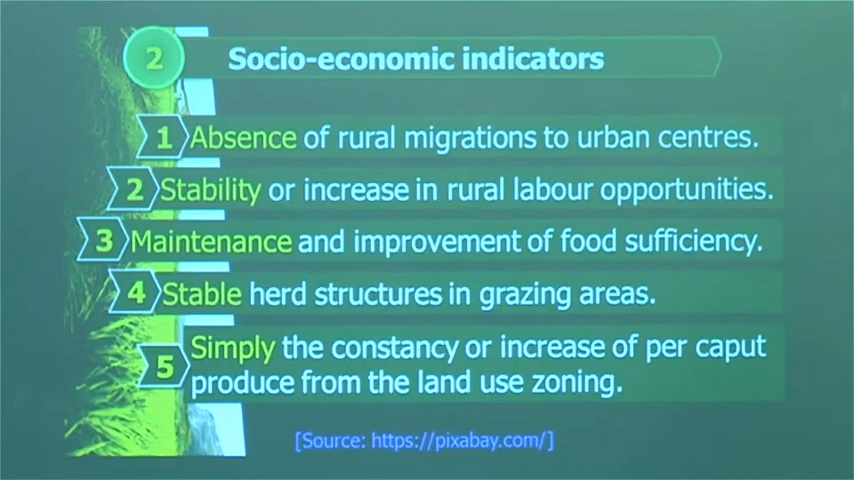 2 Socio-economic indicators
1 Absence of rural migrations to urban centres.
2 Stability or increase in rural labour opportunities.
3 Maintenance and improvement of food sufficiency.
4 Stable herd structures in grazing areas.
5 Simply the constancy or increase of per caput
produce from the land use zoning.
[Source: https://pixabay.com/]